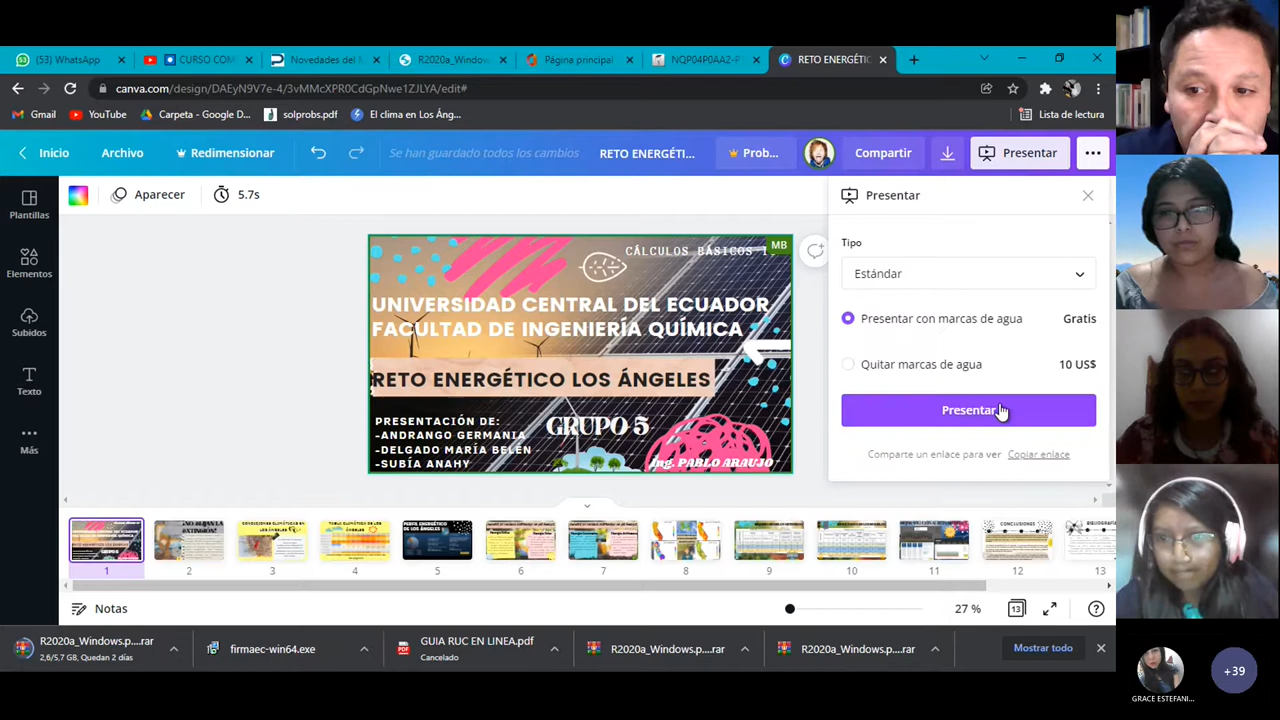 (53) WhatsApp
CURSO COM
Novedades del M
R2020a_Window
Página principal
NQP04P0AA2-P
RETO ENERGÉTIC
canva.com/design/DAEyN9V7e-4/3vMMcXPR0CdGpNwe1ZJLYA/edit#
Gmail
YouTube
Carpeta - Google D...
solprobs.pdf
El clima en Los Áng...
Lista de lectura
Inicio
Archivo
Redimensionar
Se han guardado todos los cambios
RETO ENERGÉTI...
Prob...
Compartir
Presentar
Plantillas
Elementos
Subidos
Texto
Más
Aparecer
5.7s
CÁLCULOS BÁSICOS I
MB
UNIVERSIDAD CENTRAL DEL ECUADOR
FACULTAD DE INGENIERÍA QUÍMICA
RETO ENERGÉTICO LOS ÁNGELES
PRESENTACIÓN DE:
-ANDRANGO GERMANIA
-DELGADO MARÍA BELÉN
-SUBÍA ANAHY
GRUPO 5
ing. PABLO ARAUJO
Presentar
Tipo
Estándar
Presentar con marcas de agua
Gratis
Quitar marcas de agua
10 US$
Presentar
Comparte un enlace para ver
Copiar enlace
CONCLUSIONES
1
2
3
4
5
6
7
8
9
10
11
12
13
Notas
27 %
13
R2020a_Windows.p....rar
2,6/5,7 GB, Quedan 2 días
firmaec-win64.exe
GUIA RUC EN LINEA.pdf
Cancelado
R2020a_Windows.p....rar
R2020a_Windows.p....rar
Mostrar todo
GRACE ESTEFANI...
+39